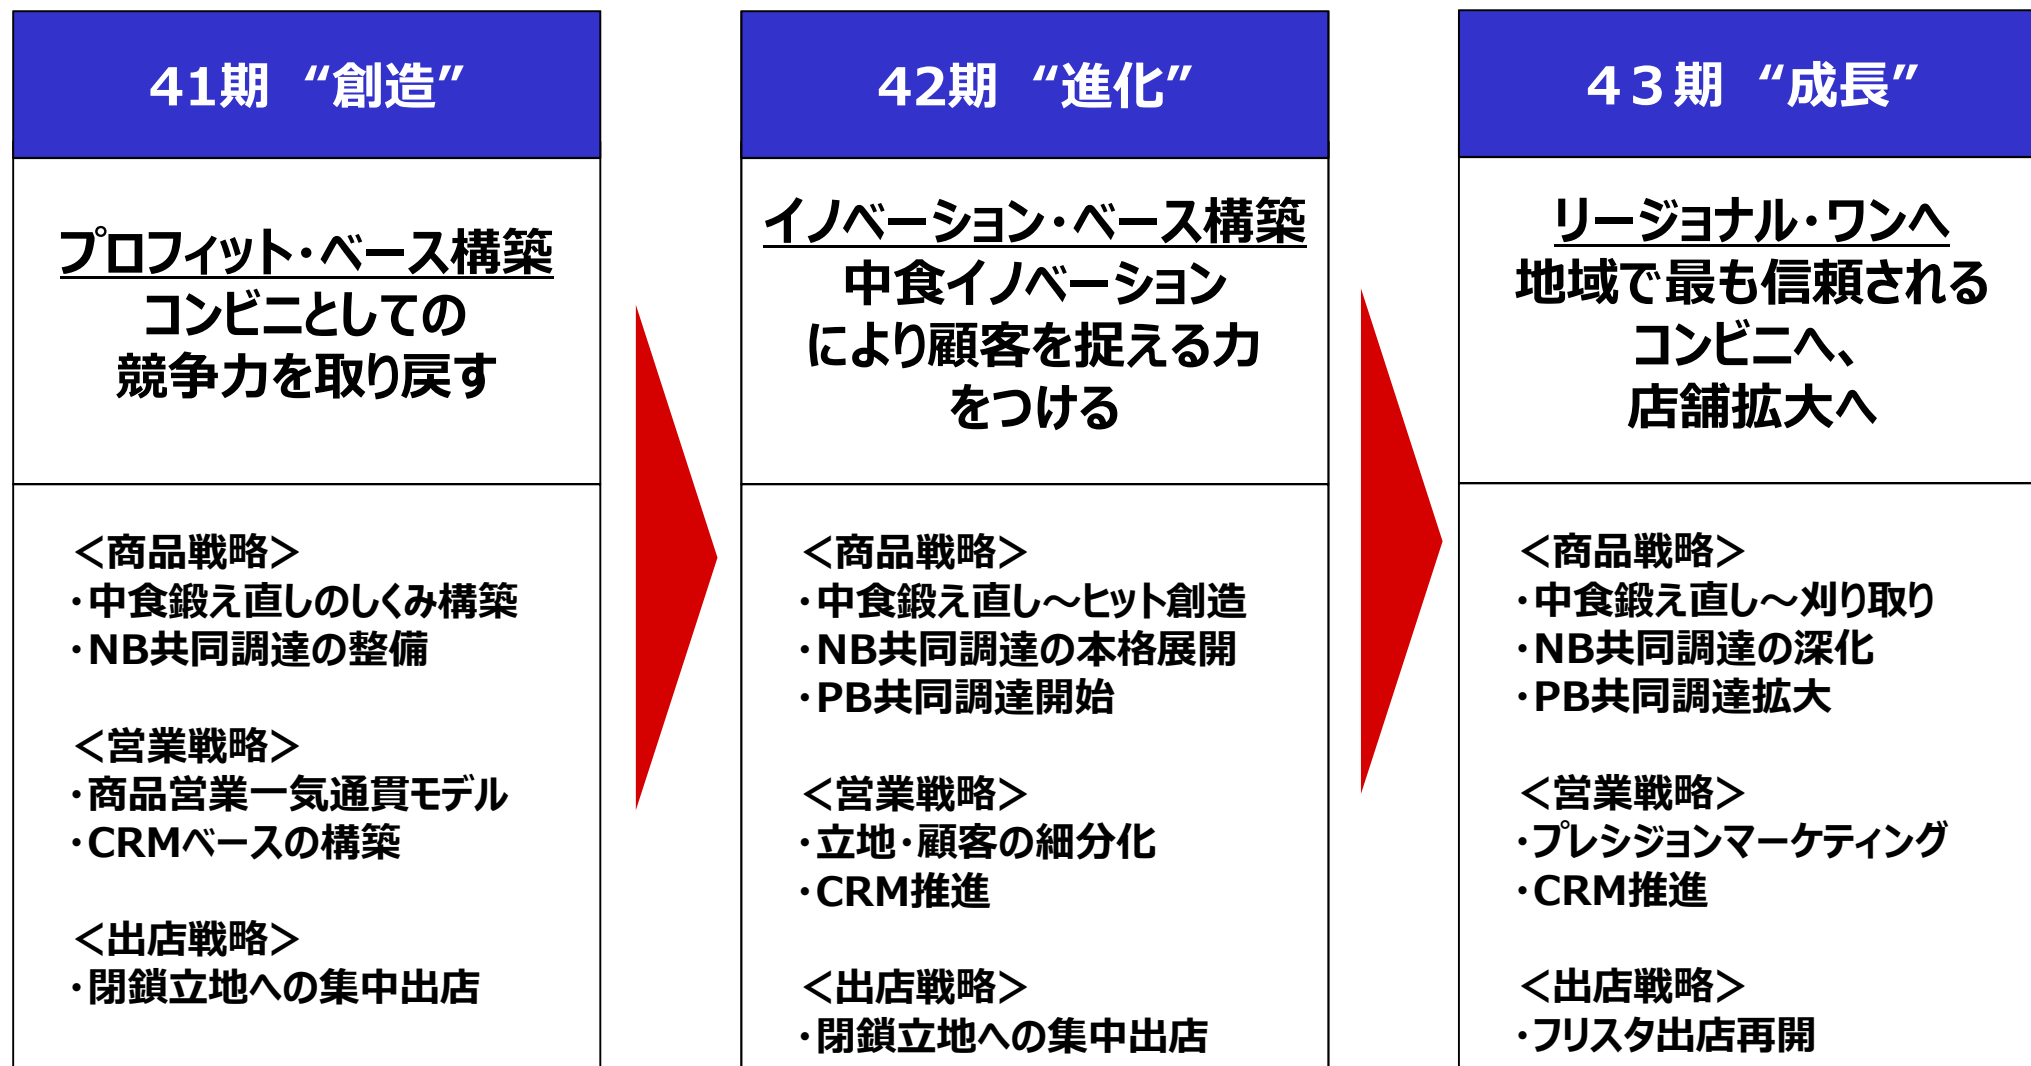 41期 “創造”
プロフィット・ベース構築
コンビニとしての
競争力を取り戻す
＜商品戦略＞
・中食鍛え直しのしくみ構築
・NB共同調達の整備
＜営業戦略＞
・商品営業一気通貫モデル
・CRMベースの構築
＜出店戦略＞
・閉鎖立地への集中出店
42期 “進化”
イノベーション・ベース構築
中食イノベーション
により顧客を捉える力
をつける
＜商品戦略＞
・中食鍛え直し～ヒット創造
・NB共同調達の本格展開
・PB共同調達開始
＜営業戦略＞
・立地・顧客の細分化
・CRM推進
＜出店戦略＞
・閉鎖立地への集中出店
４３期 “成長”
リージョナル・ワンへ
地域で最も信頼される
コンビニへ、
店舗拡大へ
＜商品戦略＞
・中食鍛え直し～刈り取り
・NB共同調達の深化
・PB共同調達拡大
＜営業戦略＞
・プレシジョンマーケティング
・CRM推進
＜出店戦略＞
・フリスタ出店再開